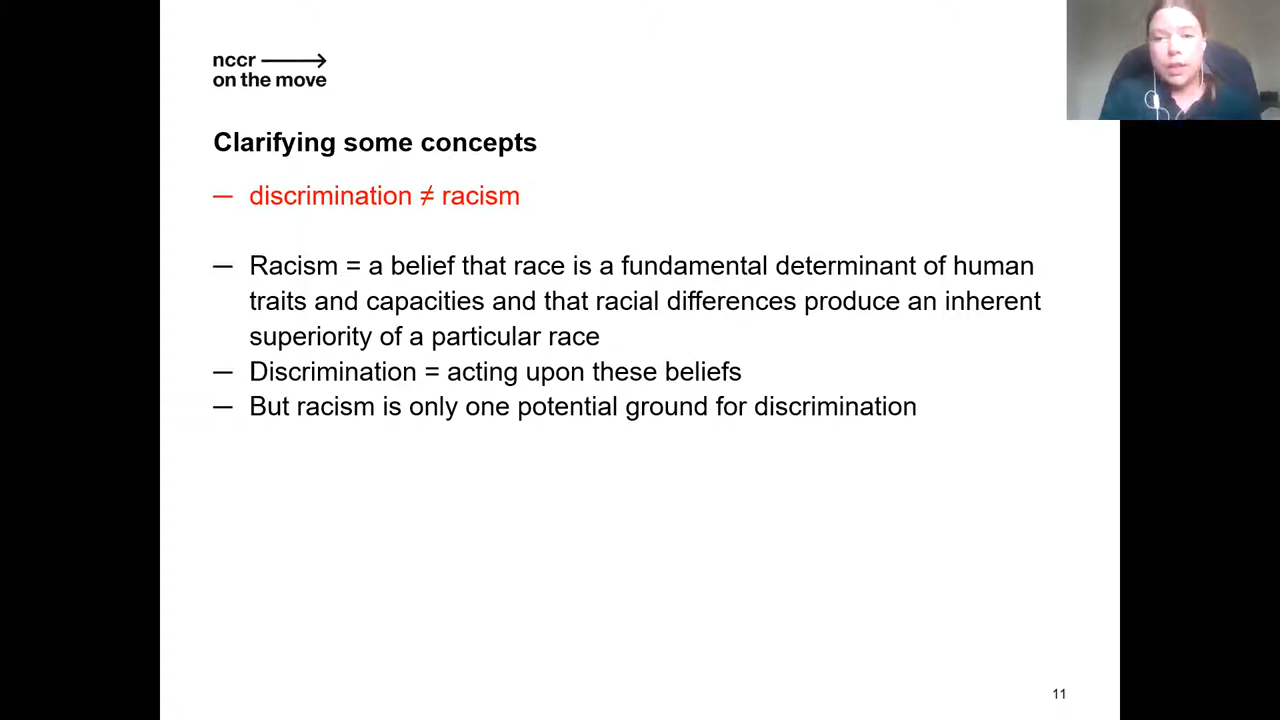 nccr
on the move
Clarifying some concepts
— discrimination ≠ racism
— Racism = a belief that race is a fundamental determinant of human
traits and capacities and that racial differences produce an inherent
superiority of a particular race
— Discrimination = acting upon these beliefs
— But racism is only one potential ground for discrimination
11